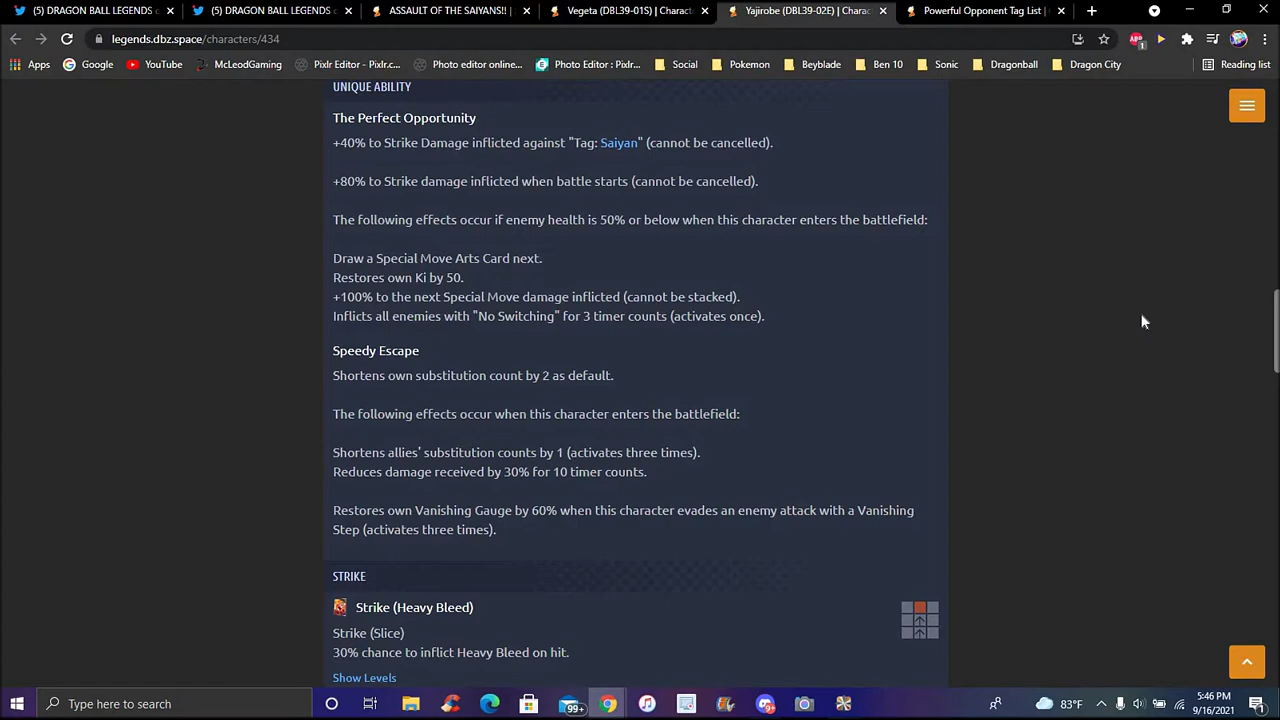 (5) DRAGON BALL LEGENDS
(5) DRAGON BALL LEGENDS
ASSAULT OF THE SAIYANS!!
Vegeta (DBL39-01S) | Charact
Yajirobe (DBL39-02E) | Charac
Powerful Opponent Tag List |
legends.dbz.space/characters/434
ABP
1
Apps
Google
YouTube
McLeodGaming
Pixlr Editor - Pixlr.c...
Photo editor online...
Photo Editor : Pixlr...
Social
Pokemon
Beyblade
Ben 10
Sonic
Dragonball
Dragon City
Reading list
UNIQUE ABILITY
The Perfect Opportunity
+40% to Strike Damage inflicted against "Tag: Saiyan" (cannot be cancelled).
+80% to Strike damage inflicted when battle starts (cannot be cancelled).
The following effects occur if enemy health is 50% or below when this character enters the battlefield:
Draw a Special Move Arts Card next.
Restores own Ki by 50.
+100% to the next Special Move damage inflicted (cannot be stacked).
Inflicts all enemies with "No Switching" for 3 timer counts (activates once).
Speedy Escape
Shortens own substitution count by 2 as default.
The following effects occur when this character enters the battlefield:
Shortens allies' substitution counts by 1 (activates three times).
Reduces damage received by 30% for 10 timer counts.
Restores own Vanishing Gauge by 60% when this character evades an enemy attack with a Vanishing
Step (activates three times).
STRIKE
Strike (Heavy Bleed)
Strike (Slice)
30% chance to inflict Heavy Bleed on hit.
Show Levels
Type here to search
99+
83°F
5:46 PM
9/16/2021